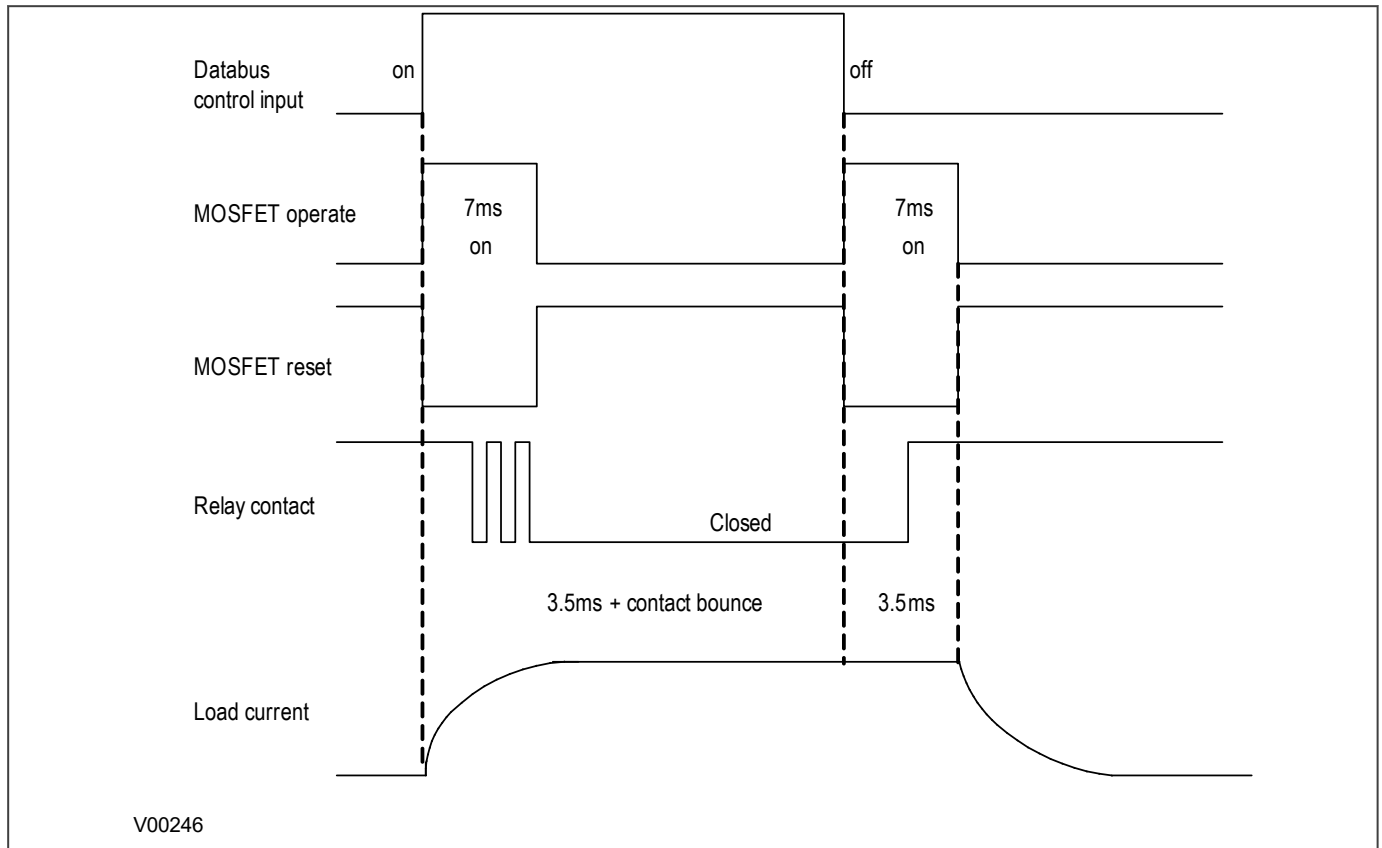 Databus
control input
on
off
MOSFET operate
7ms
on
7ms
on
MOSFET reset
Relay contact
Closed
3.5ms + contact bounce
3.5ms
Load current
V00246